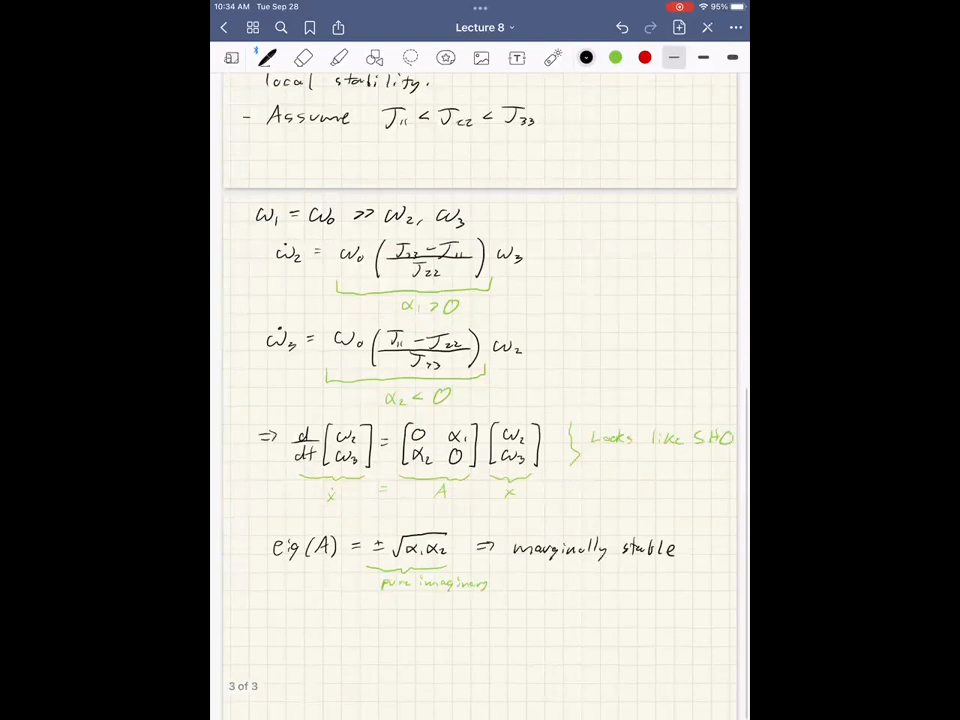 10:34 AM Tue Sep 28 95%
Lecture 8
local stability.
- Assume J₁₁ < J₂₂ < J₃₃
ω₁ = ω₀ >> ω₂, ω₃
ω̇₂ = ω₀ (J₃₃ - J₁₁ / J₂₂) ω₃
α₁ > 0
ω̇₃ = ω₀ (J₁₁ - J₂₂ / J₃₃) ω₂
α₂ < 0
⇒ d/dt [ω₂ ω₃] = [0 α₁ α₂ 0] [ω₂ ω₃] } Looks like SHO
ẋ = A x
eig(A) = ± √α₁α₂ ⇒ marginally stable
pure imaginary
3 of 3